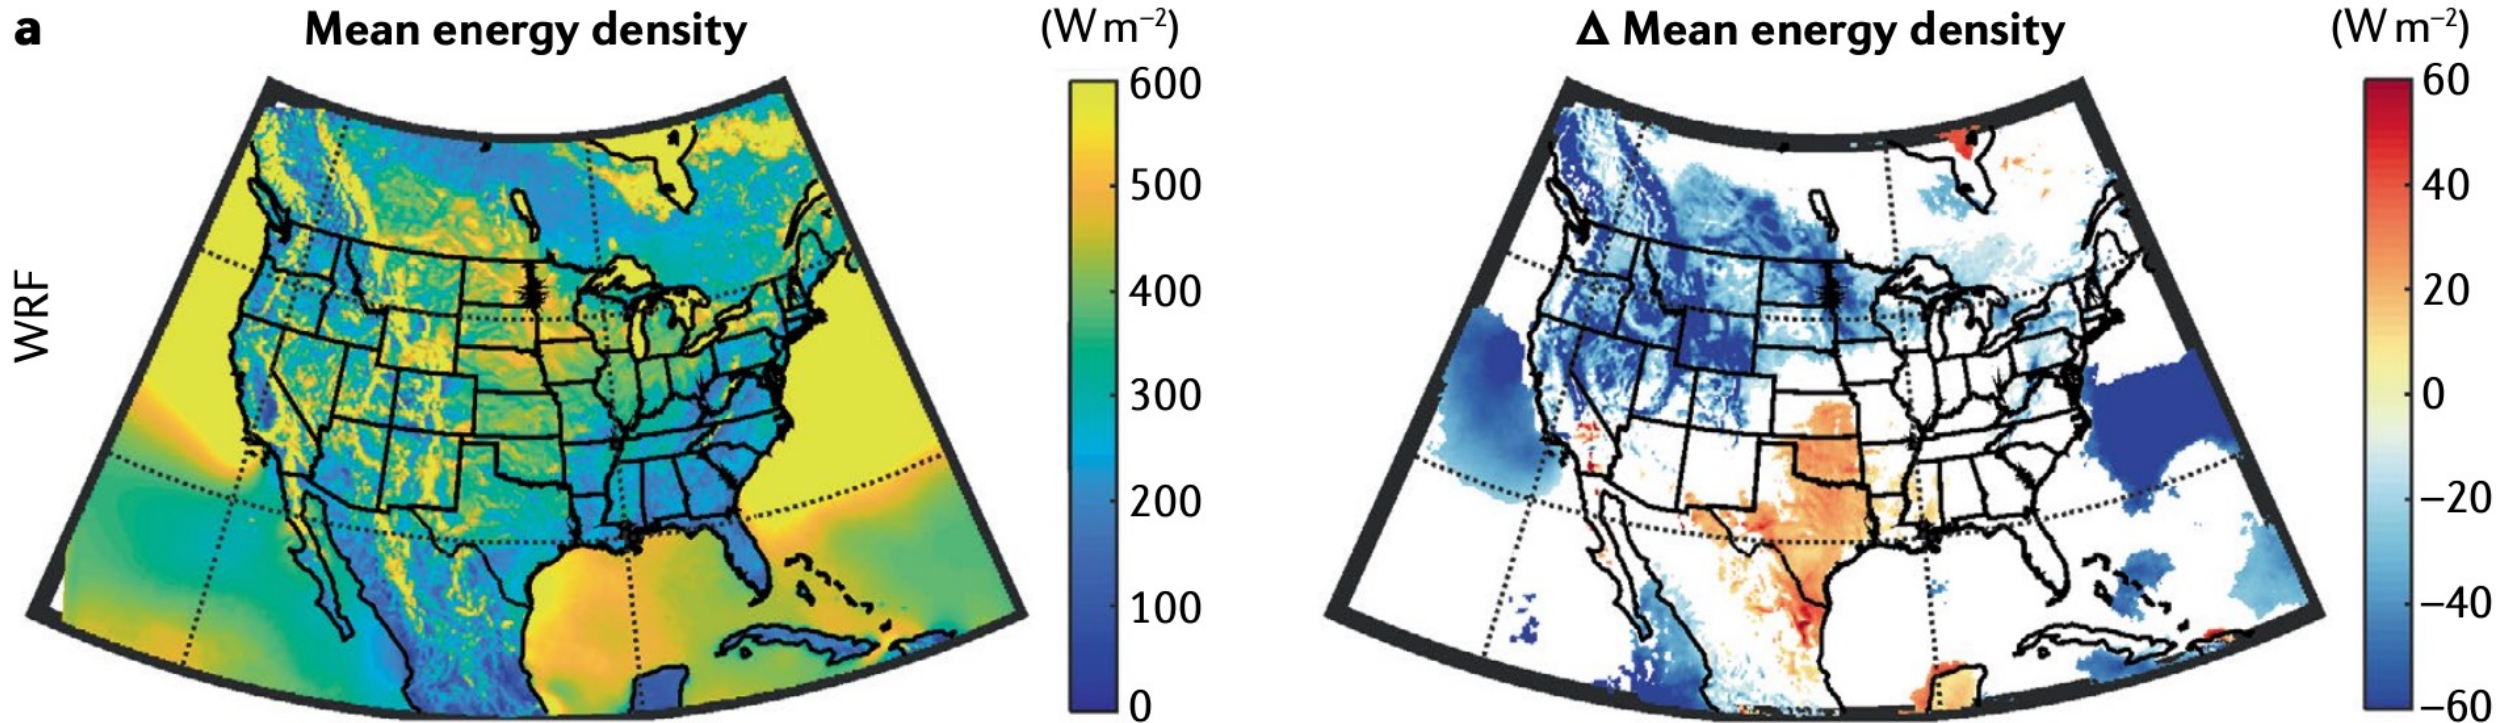 a
Mean energy density
(W m⁻²)
Δ Mean energy density
(W m⁻²)
WRF
600
500
400
300
200
100
0
60
40
20
0
−20
−40
−60